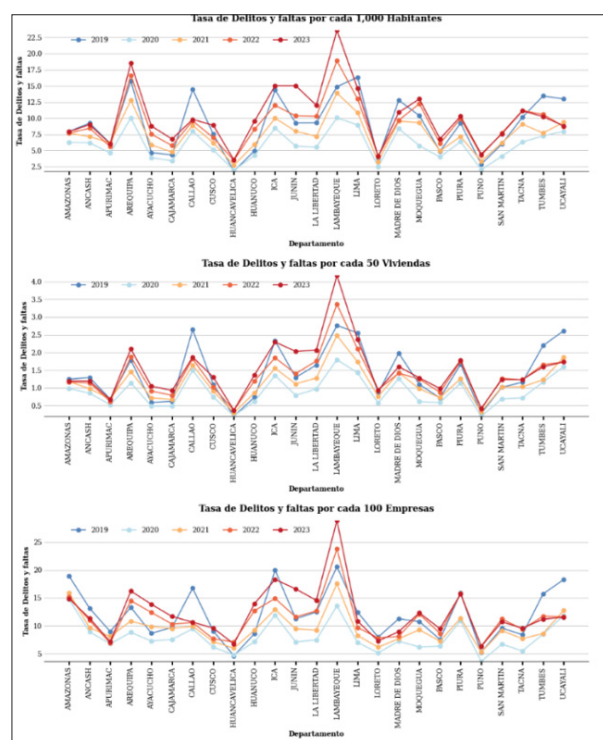 Tasa de Delitos y faltas por cada 1,000 Habitantes
Tasa de Delitos y faltas
22.5
20.0
17.5
15.0
12.5
10.0
7.5
5.0
2.5
2019 2020 2021 2022 2023
AMAZONAS
ANCASH
APURIMAC
AREQUIPA
AYACUCHO
CAJAMARCA
CALLAO
CUSCO
HUANCAVELICA
HUANUCO
ICA
JUNIN
LA LIBERTAD
LAMBAYEQUE
LIMA
LORETO
MADRE DE DIOS
MOQUEGUA
PASCO
PIURA
PUNO
SAN MARTIN
TACNA
TUMBES
UCAYALI
Departamento
Tasa de Delitos y faltas por cada 50 Viviendas
Tasa de Delitos y faltas
4.0
3.5
3.0
2.5
2.0
1.5
1.0
0.5
2019 2020 2021 2022 2023
AMAZONAS
ANCASH
APURIMAC
AREQUIPA
AYACUCHO
CAJAMARCA
CALLAO
CUSCO
HUANCAVELICA
HUANUCO
ICA
JUNIN
LA LIBERTAD
LAMBAYEQUE
LIMA
LORETO
MADRE DE DIOS
MOQUEGUA
PASCO
PIURA
PUNO
SAN MARTIN
TACNA
TUMBES
UCAYALI
Departamento
Tasa de Delitos y faltas por cada 100 Empresas
Tasa de Delitos y faltas
25
20
15
10
5
2019 2020 2021 2022 2023
AMAZONAS
ANCASH
APURIMAC
AREQUIPA
AYACUCHO
CAJAMARCA
CALLAO
CUSCO
HUANCAVELICA
HUANUCO
ICA
JUNIN
LA LIBERTAD
LAMBAYEQUE
LIMA
LORETO
MADRE DE DIOS
MOQUEGUA
PASCO
PIURA
PUNO
SAN MARTIN
TACNA
TUMBES
UCAYALI
Departamento